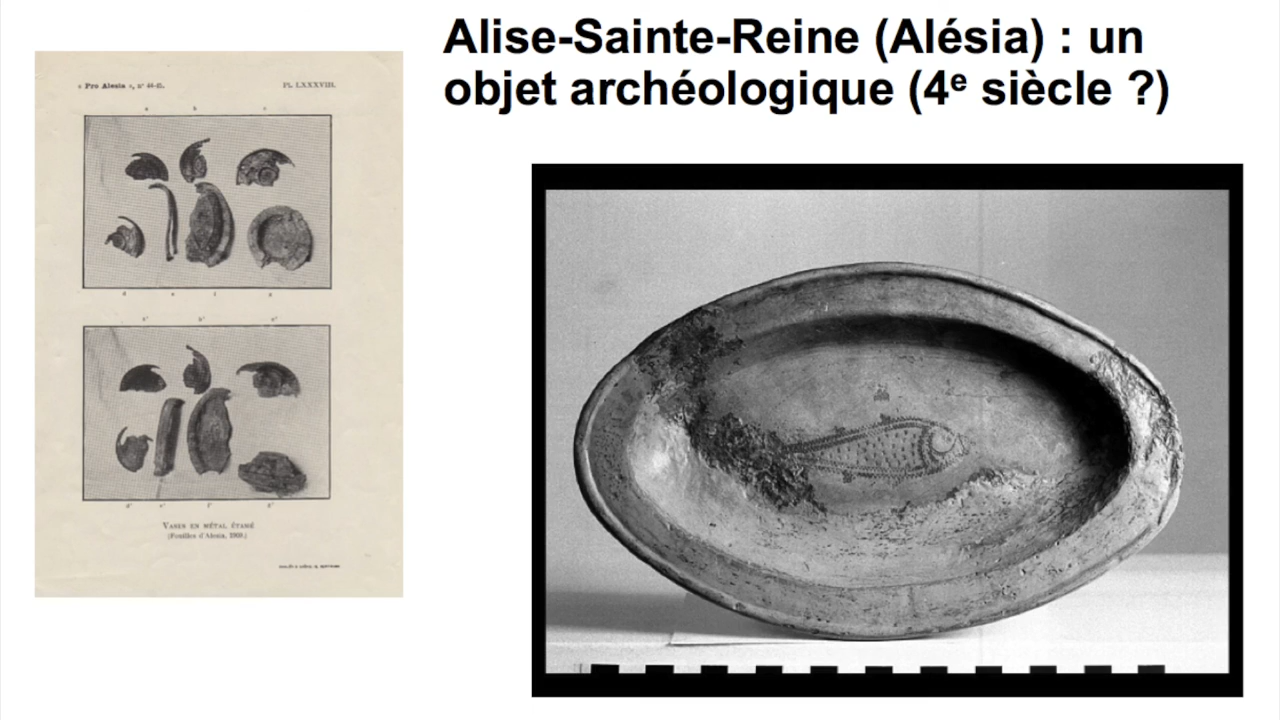 Alise-Sainte-Reine (Alésia) : un
objet archéologique (4e siècle ?)
« Pro Alesia », n° 44-45.
PL. LXXXVIII.
a b c
d e f g
VASES EN MÉTAL ÉTAMÉ
(Fouilles d'Alesia, 1909.)